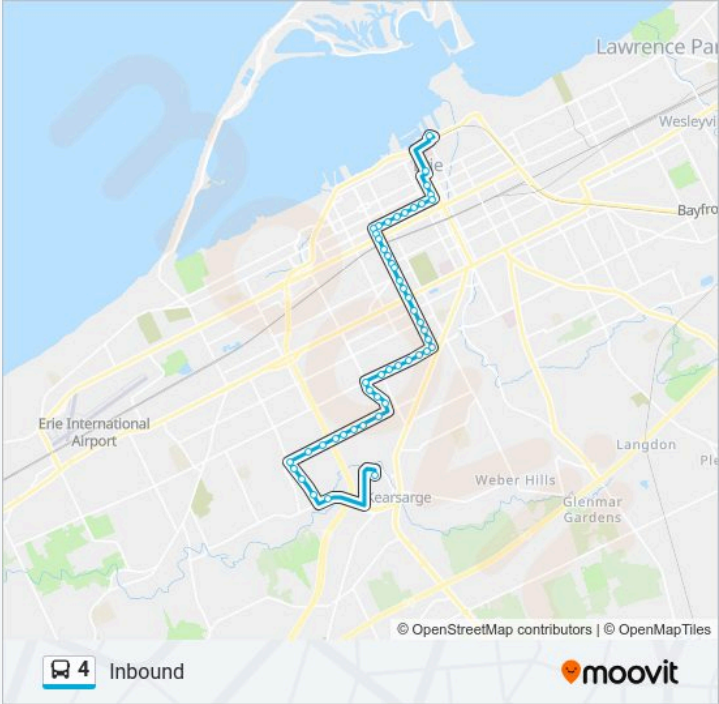 Lawrence Par
Wesleyvi
ie
Bayfro
Erie International
Airport
Langdon
Ple
Weber Hills
Kearsarge
Glenmar
Gardens
© OpenStreetMap contributors | © OpenMapTiles
4 Inbound
moovit